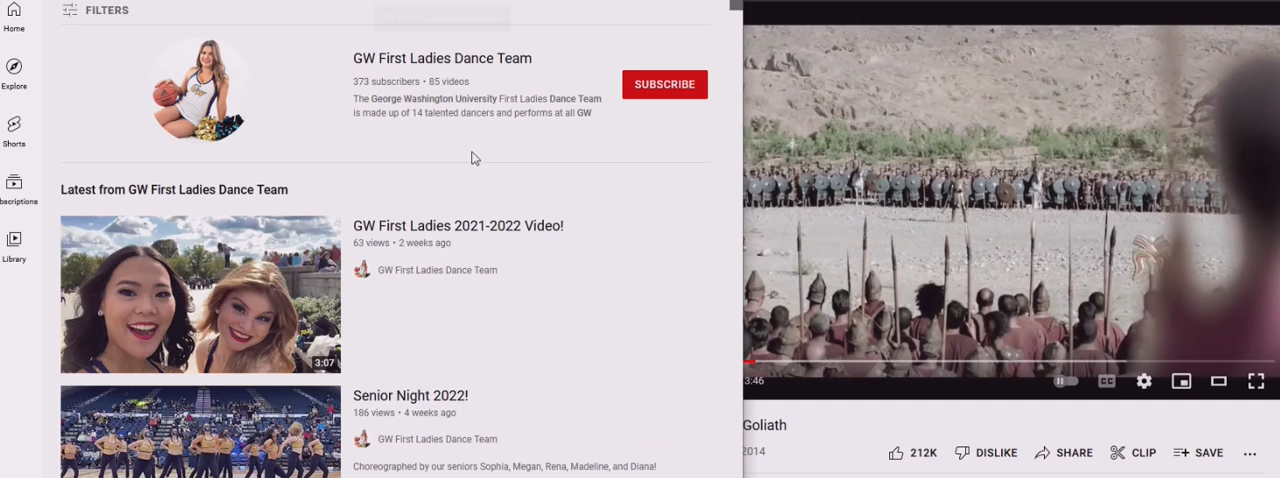 FILTERS
Home
Explore
Shorts
bscriptions
Library
GW First Ladies Dance Team
373 subscribers • 85 videos
The George Washington University First Ladies Dance Team
is made up of 14 talented dancers and performs at all GW
SUBSCRIBE
Latest from GW First Ladies Dance Team
GW First Ladies 2021-2022 Video!
63 views • 2 weeks ago
GW First Ladies Dance Team
3:07
Senior Night 2022!
186 views • 4 weeks ago
GW First Ladies Dance Team
Choreographed by our seniors Sophia, Megan, Rena, Madeline, and Diana!
3:46
CC
Goliath
2014
212K DISLIKE SHARE CLIP SAVE